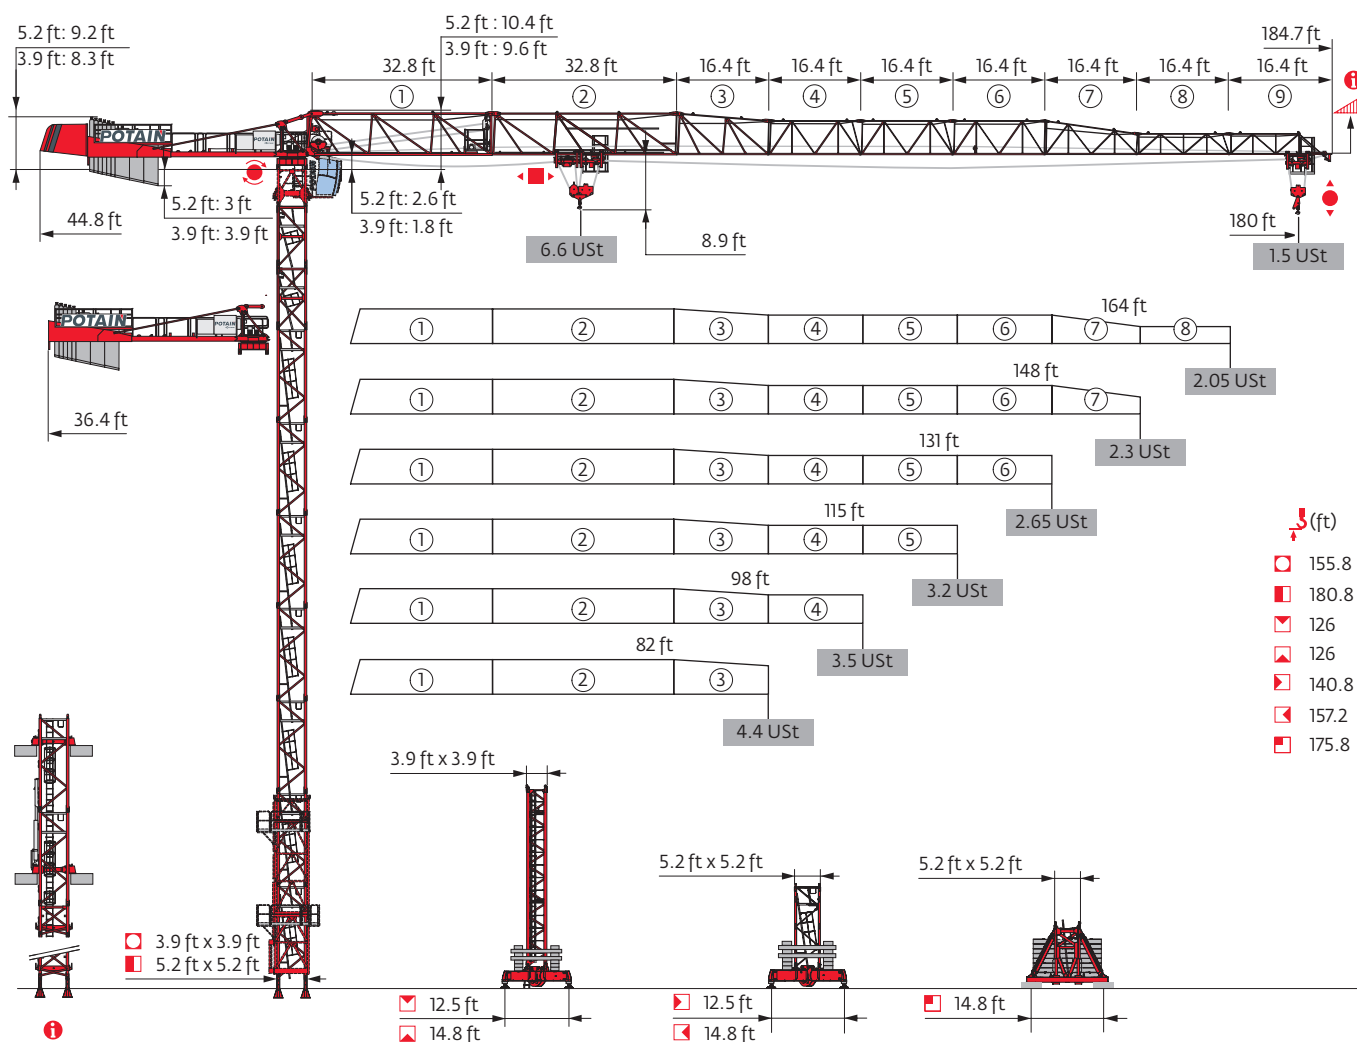 5.2 ft: 9.2 ft
3.9 ft: 8.3 ft
5.2 ft : 10.4 ft
3.9 ft : 9.6 ft
184.7 ft
32.8 ft
32.8 ft
16.4 ft
16.4 ft
16.4 ft
16.4 ft
16.4 ft
16.4 ft
16.4 ft
1
2
3
4
5
6
7
8
9
i
POTAIN
44.8 ft
5.2 ft: 3 ft
3.9 ft: 3.9 ft
5.2 ft: 2.6 ft
3.9 ft: 1.8 ft
6.6 USt
8.9 ft
180 ft
1.5 USt
POTAIN
POTAIN
36.4 ft
164 ft
1 2 3 4 5 6 7 8
2.05 USt
148 ft
1 2 3 4 5 6 7
2.3 USt
131 ft
1 2 3 4 5 6
2.65 USt
115 ft
1 2 3 4 5
3.2 USt
98 ft
1 2 3 4
3.5 USt
82 ft
1 2 3
4.4 USt
(ft)
155.8
180.8
126
126
140.8
157.2
175.8
3.9 ft x 3.9 ft
5.2 ft x 5.2 ft
5.2 ft x 5.2 ft
3.9 ft x 3.9 ft
5.2 ft x 5.2 ft
12.5 ft
14.8 ft
12.5 ft
14.8 ft
14.8 ft
i